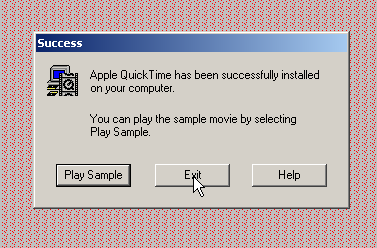 Success
Apple QuickTime has been successfully installed
on your computer.
You can play the sample movie by selecting
Play Sample.
Play Sample
Exit
Help